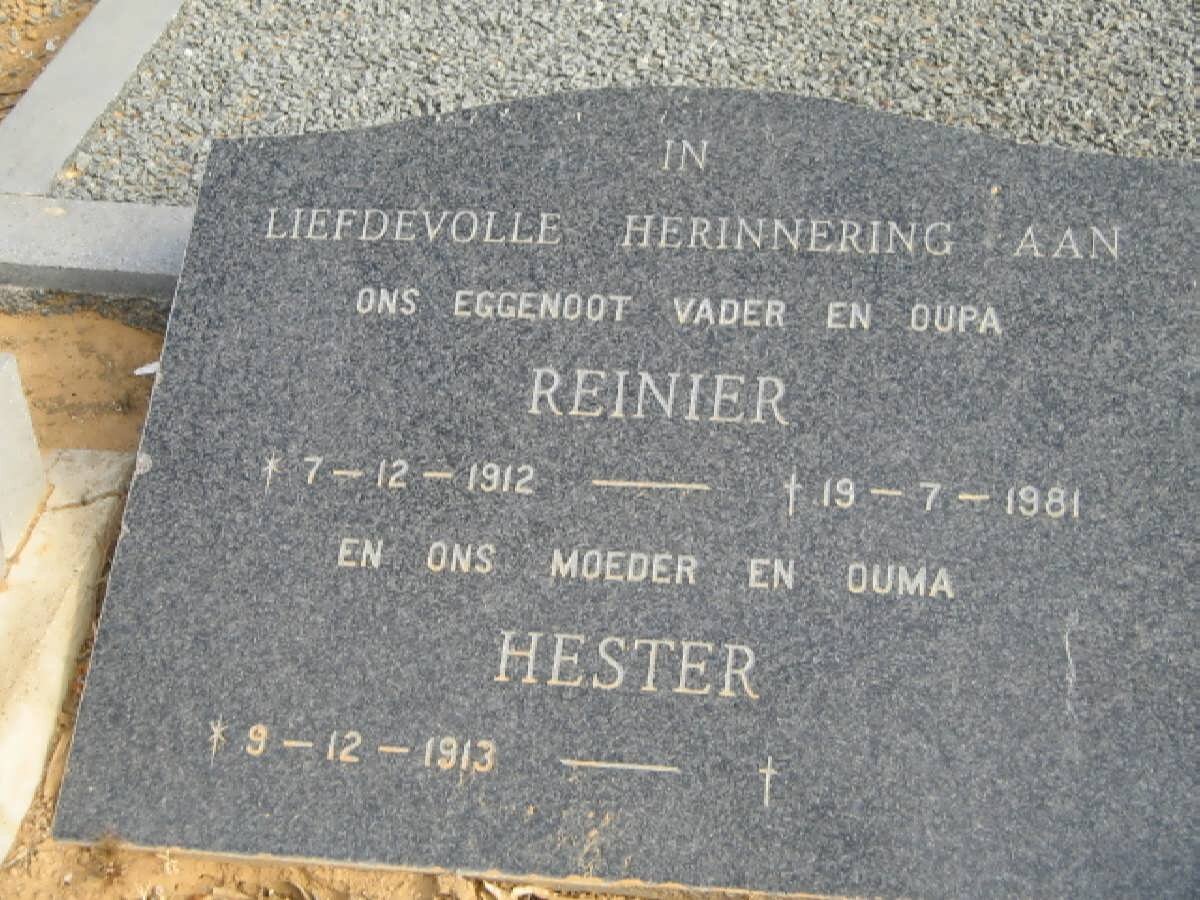 IN
LIEFDEVOLLE HERINNERING AAN
ONS EGGENOOT VADER EN OUPA
REINIER
* 7 – 12 – 1912 —— † 19 – 7 – 1981
EN ONS MOEDER EN OUMA
HESTER
* 9 – 12 – 1913 —— †